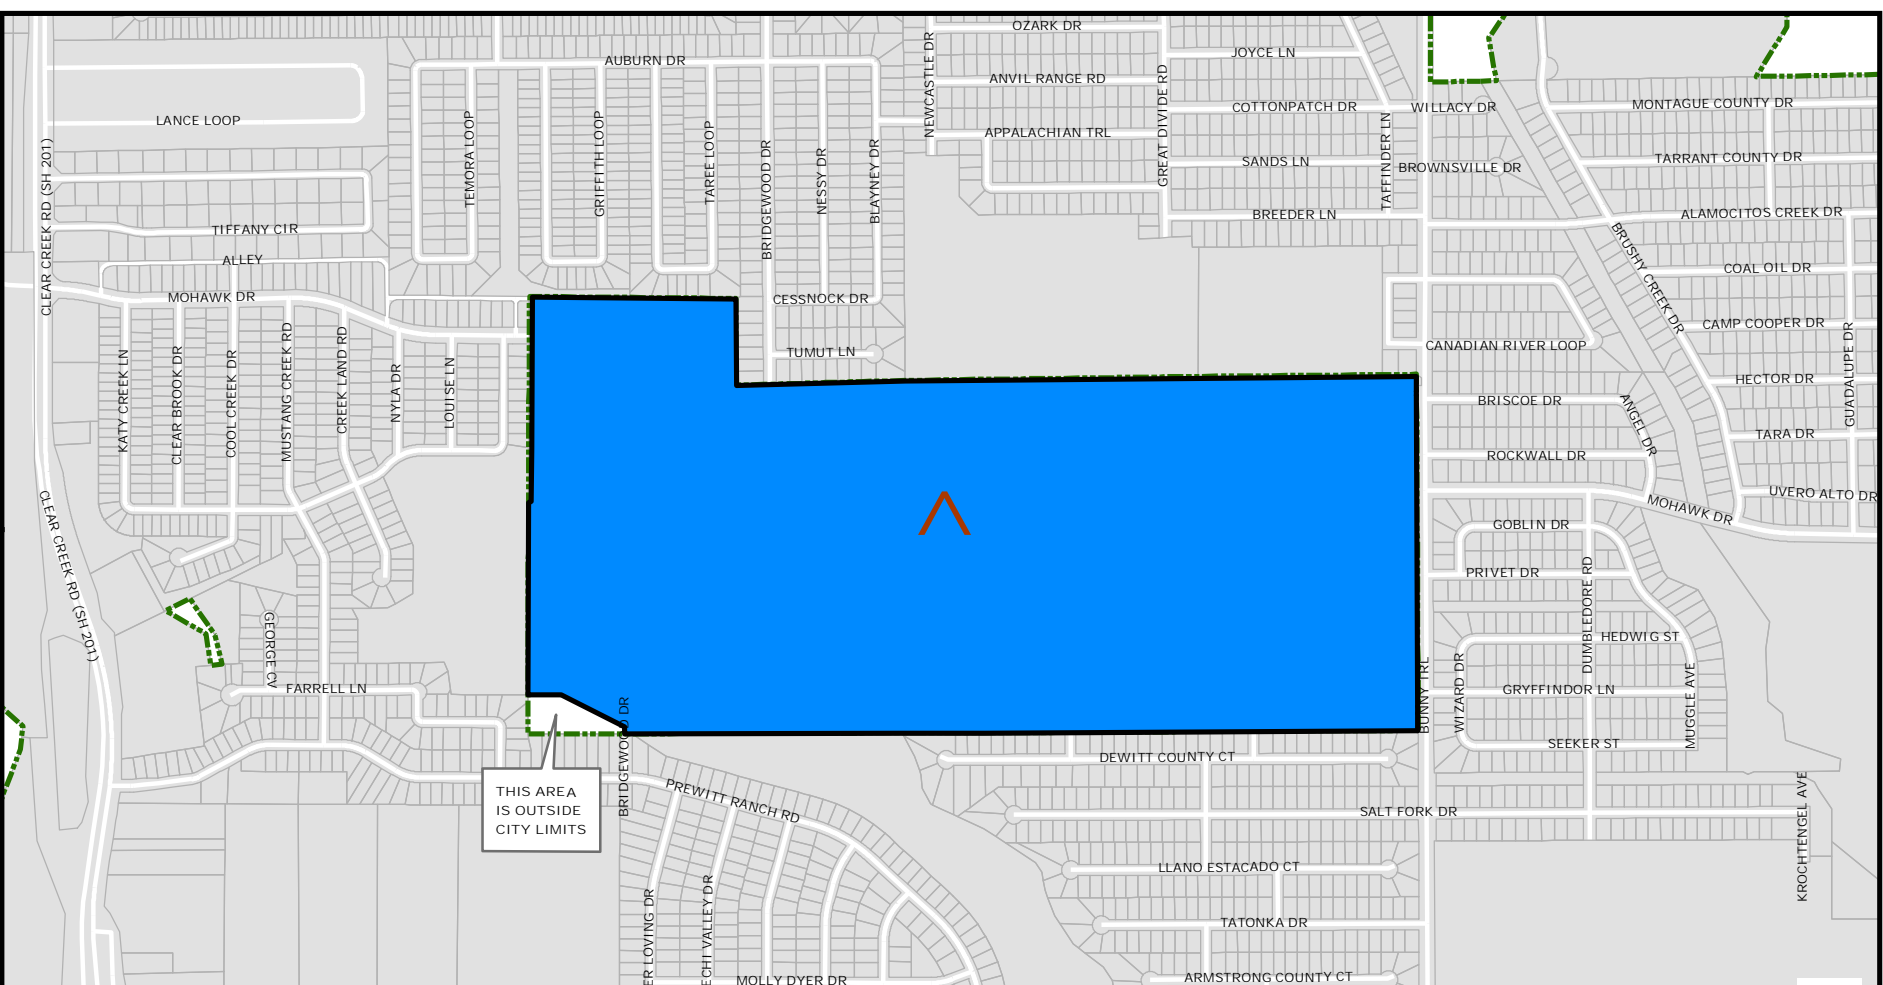 OZARK DR
JOYCE LN
AUBURN DR
ANVIL RANGE RD
NEWCASTLE DR
GREAT DIVIDE RD
COTTONPATCH DR
WILLACY DR
MONTAGUE COUNTY DR
LANCE LOOP
APPALACHIAN TRL
TEMORA LOOP
GRIFFITH LOOP
TAREE LOOP
BRIDGEWOOD DR
NESSY DR
BLAYNEY DR
SANDS LN
TAFFINDER LN
BROWNSVILLE DR
TARRANT COUNTY DR
CLEAR CREEK RD (SH 201)
BREEDER LN
ALAMOCITOS CREEK DR
TIFFANY CIR
ALLEY
BRUSHY CREEK DR
COAL OIL DR
MOHAWK DR
CESSNOCK DR
CAMP COOPER DR
TUMUT LN
CANADIAN RIVER LOOP
GUADALUPE DR
KATY CREEK LN
CLEAR BROOK DR
COOL CREEK DR
MUSTANG CREEK RD
CREEK LAND RD
NYLA DR
LOUISE LN
HECTOR DR
BRISCOE DR
ANGEL DR
TARA DR
ROCKWALL DR
UVERO ALTO DR
MOHAWK DR
CLEAR CREEK RD (SH 201)
GOBLIN DR
PRIVET DR
DUMBLEDORE RD
HEDWIG ST
GEORGE CV
FARRELL LN
BUNNY TRL
WIZARD DR
GRYFFINDOR LN
MUGGLE AVE
SEEKER ST
BRIDGEWOOD DR
DEWITT COUNTY CT
THIS AREA
IS OUTSIDE
CITY LIMITS
PREWITT RANCH RD
SALT FORK DR
KROCHTENGEL AVE
LLANO ESTACADO CT
TATONKA DR
ER LOVING DR
ECHI VALLEY DR
MOLLY DYER DR
ARMSTRONG COUNTY CT